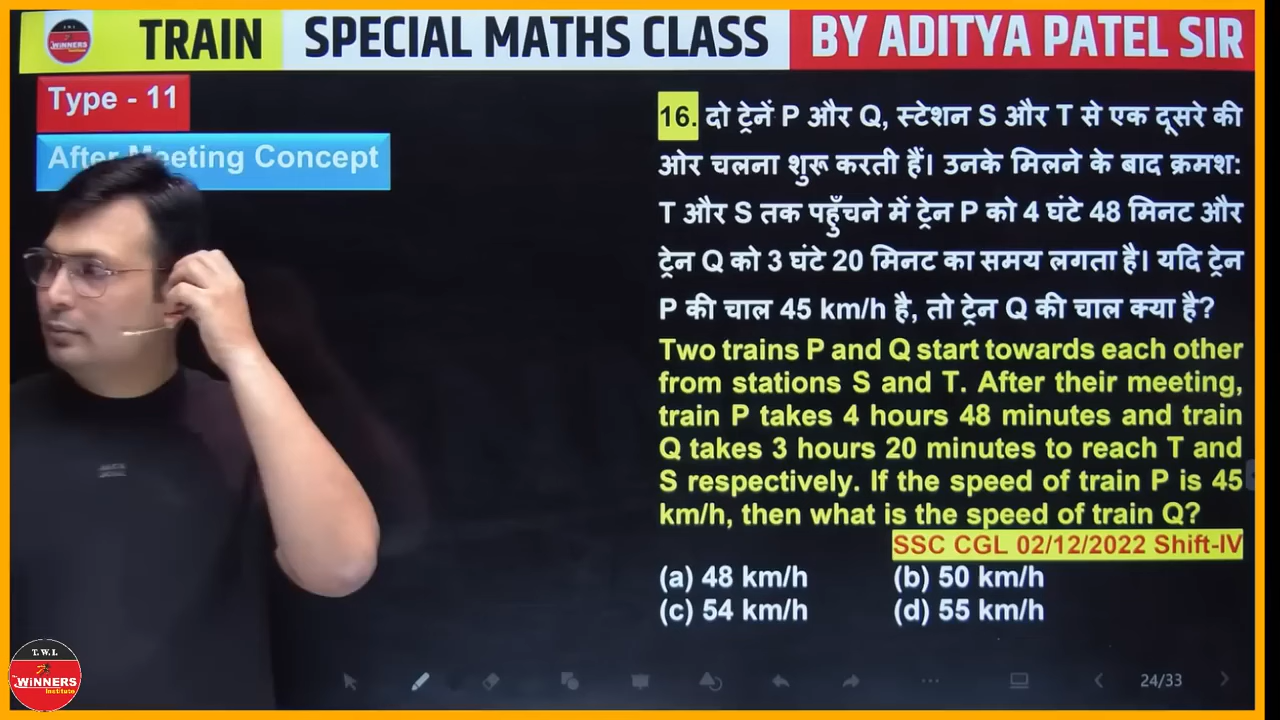 TRAIN SPECIAL MATHS CLASS BY ADITYA PATEL SIR
WINNERS
Type - 11
After Meeting Concept
16. दो ट्रेनें P और Q, स्टेशन S और T से एक दूसरे की
ओर चलना शुरू करती हैं। उनके मिलने के बाद क्रमश:
T और S तक पहुँचने में ट्रेन P को 4 घंटे 48 मिनट और
ट्रेन Q को 3 घंटे 20 मिनट का समय लगता है। यदि ट्रेन
P की चाल 45 km/h है, तो ट्रेन Q की चाल क्या है?
Two trains P and Q start towards each other
from stations S and T. After their meeting,
train P takes 4 hours 48 minutes and train
Q takes 3 hours 20 minutes to reach T and
S respectively. If the speed of train P is 45
km/h, then what is the speed of train Q?
SSC CGL 02/12/2022 Shift-IV
(a) 48 km/h (b) 50 km/h
(c) 54 km/h (d) 55 km/h
24/33
T.W.I.
WiNNERS
Institute